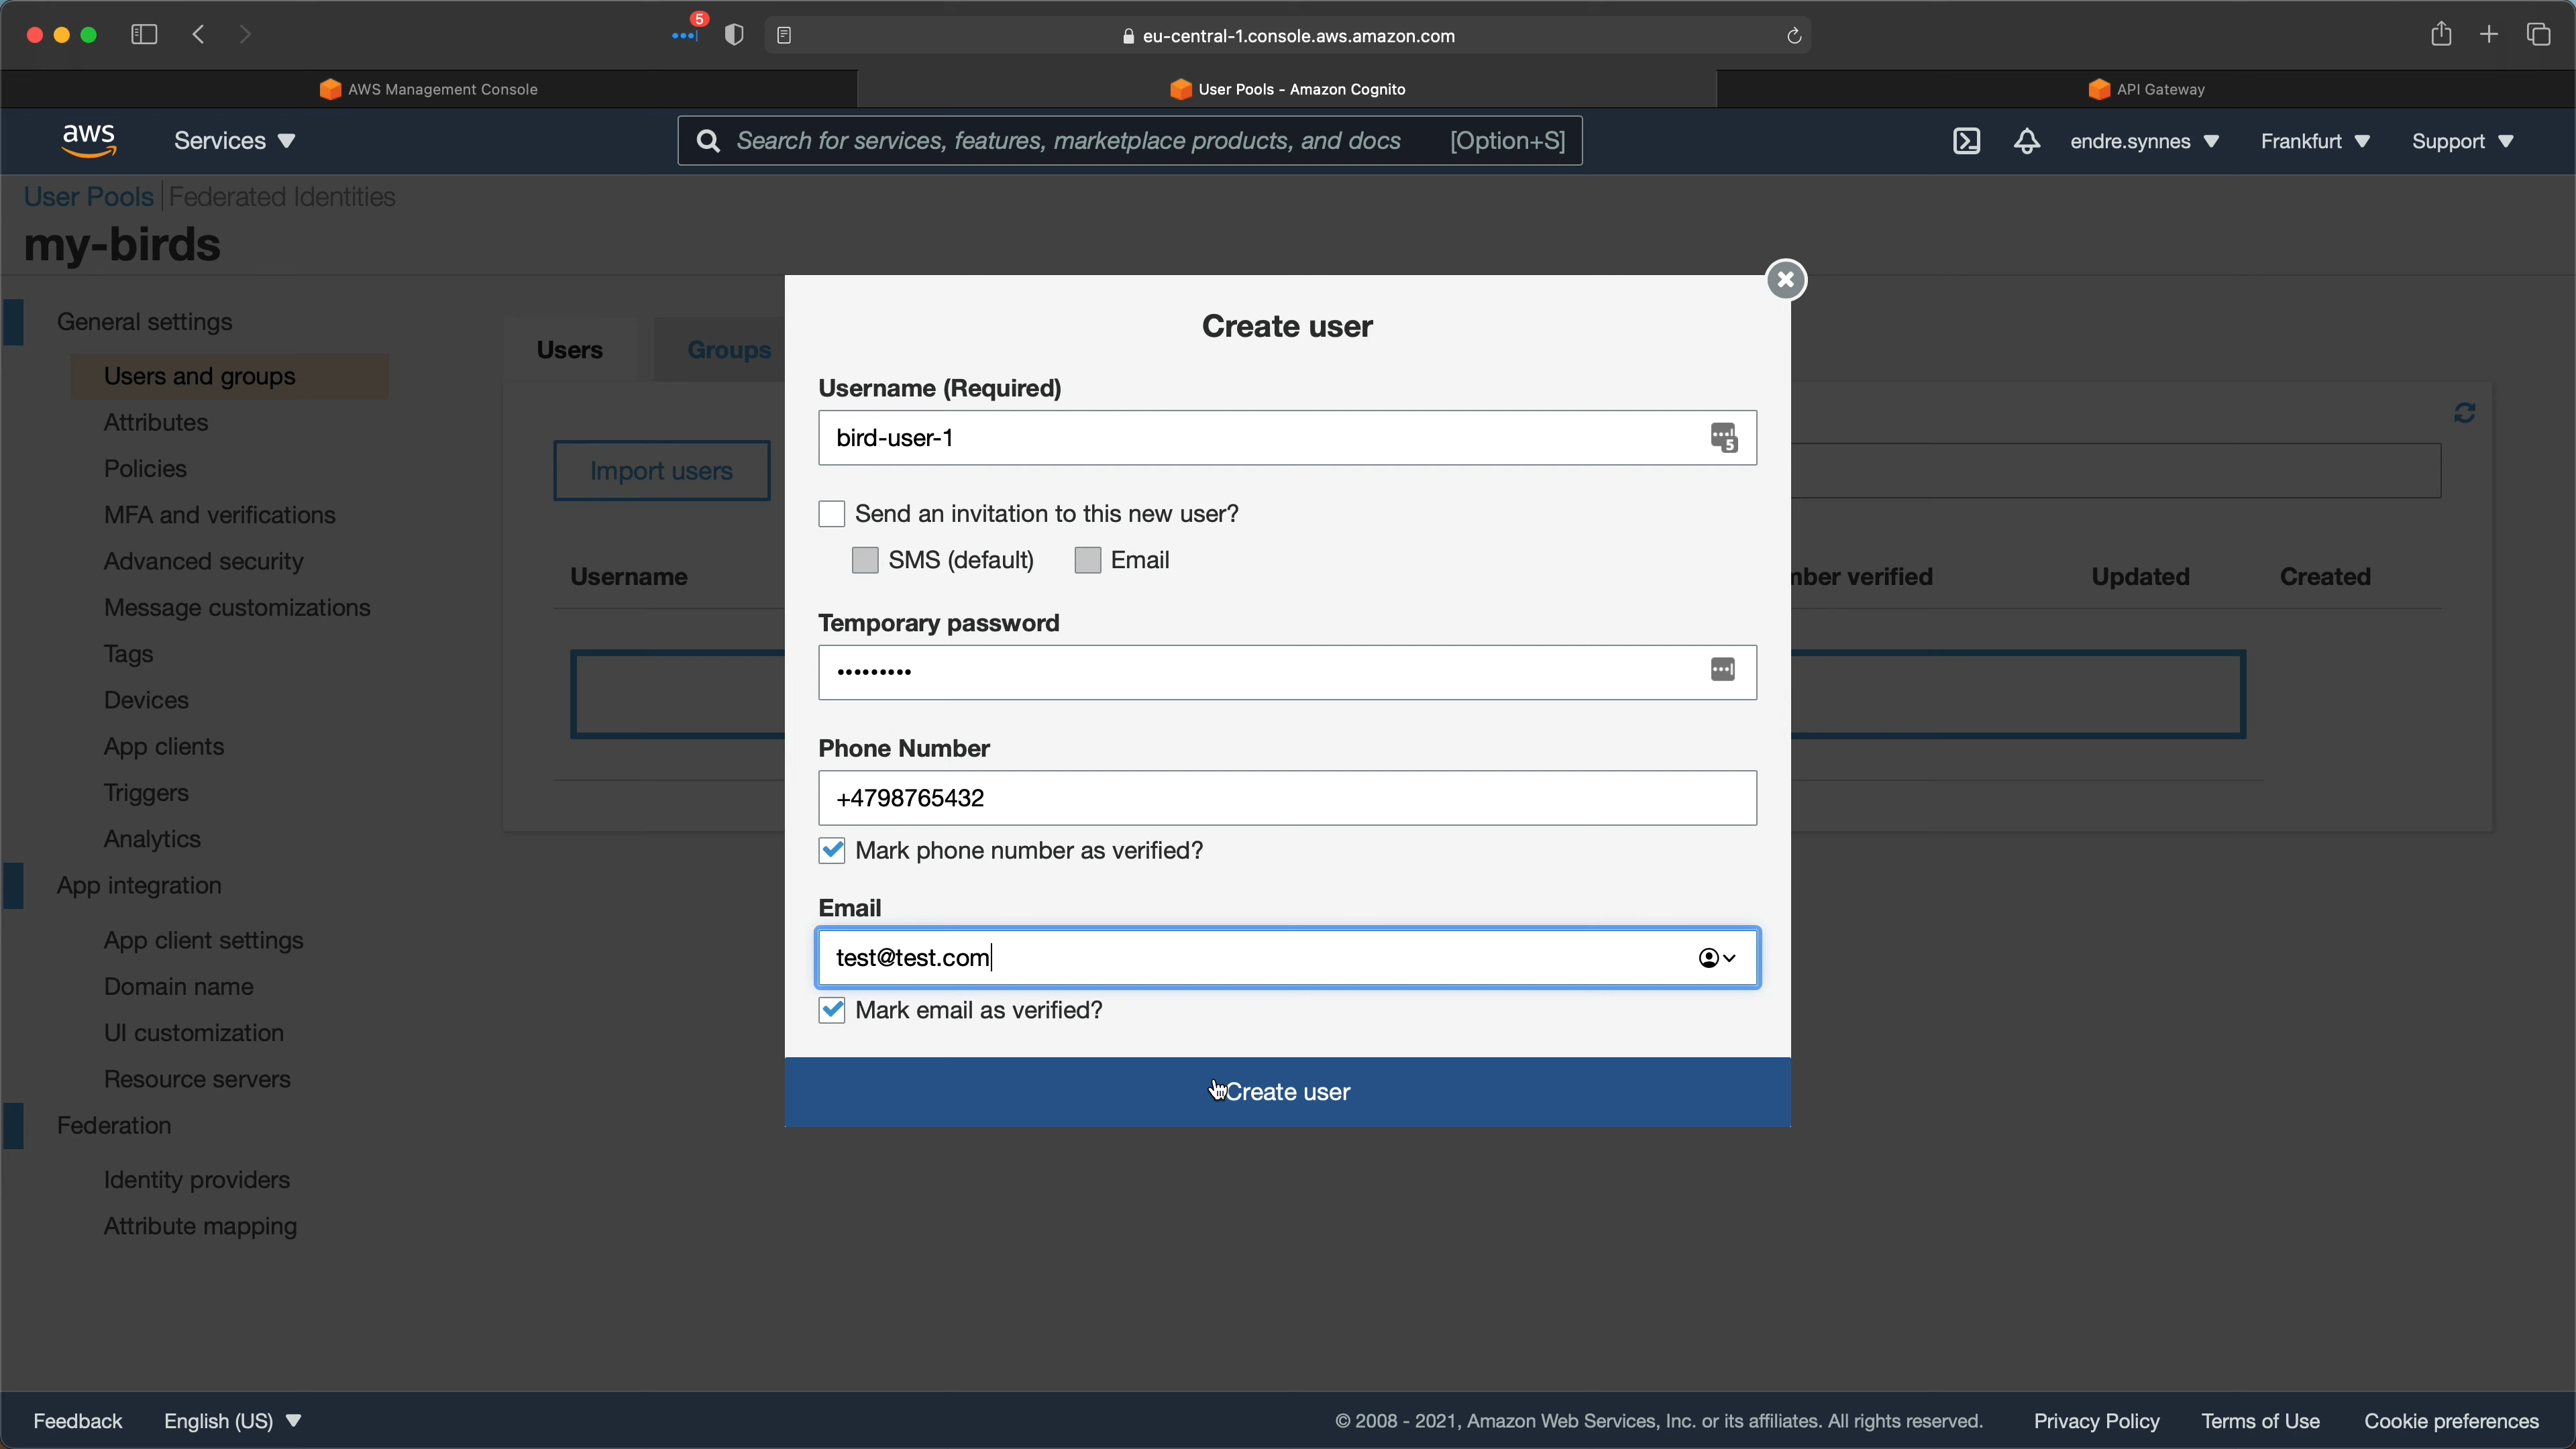 5
eu-central-1.console.aws.amazon.com
AWS Management Console
User Pools - Amazon Cognito
API Gateway
aws
Services
Search for services, features, marketplace products, and docs [Option+S]
endre.synnes
Frankfurt
Support
User Pools
Federated Identities
my-birds
General settings
Users and groups
Attributes
Policies
MFA and verifications
Advanced security
Message customizations
Tags
Devices
App clients
Triggers
Analytics
App integration
App client settings
Domain name
UI customization
Resource servers
Federation
Identity providers
Attribute mapping
Users
Groups
Import users
Username
mber verified
Updated
Created
Create user
Username (Required)
bird-user-1
5
Send an invitation to this new user?
SMS (default)
Email
Temporary password
•••••••••
Phone Number
+4798765432
Mark phone number as verified?
Email
test@test.com
Mark email as verified?
Create user
Feedback
English (US)
© 2008 - 2021, Amazon Web Services, Inc. or its affiliates. All rights reserved.
Privacy Policy
Terms of Use
Cookie preferences